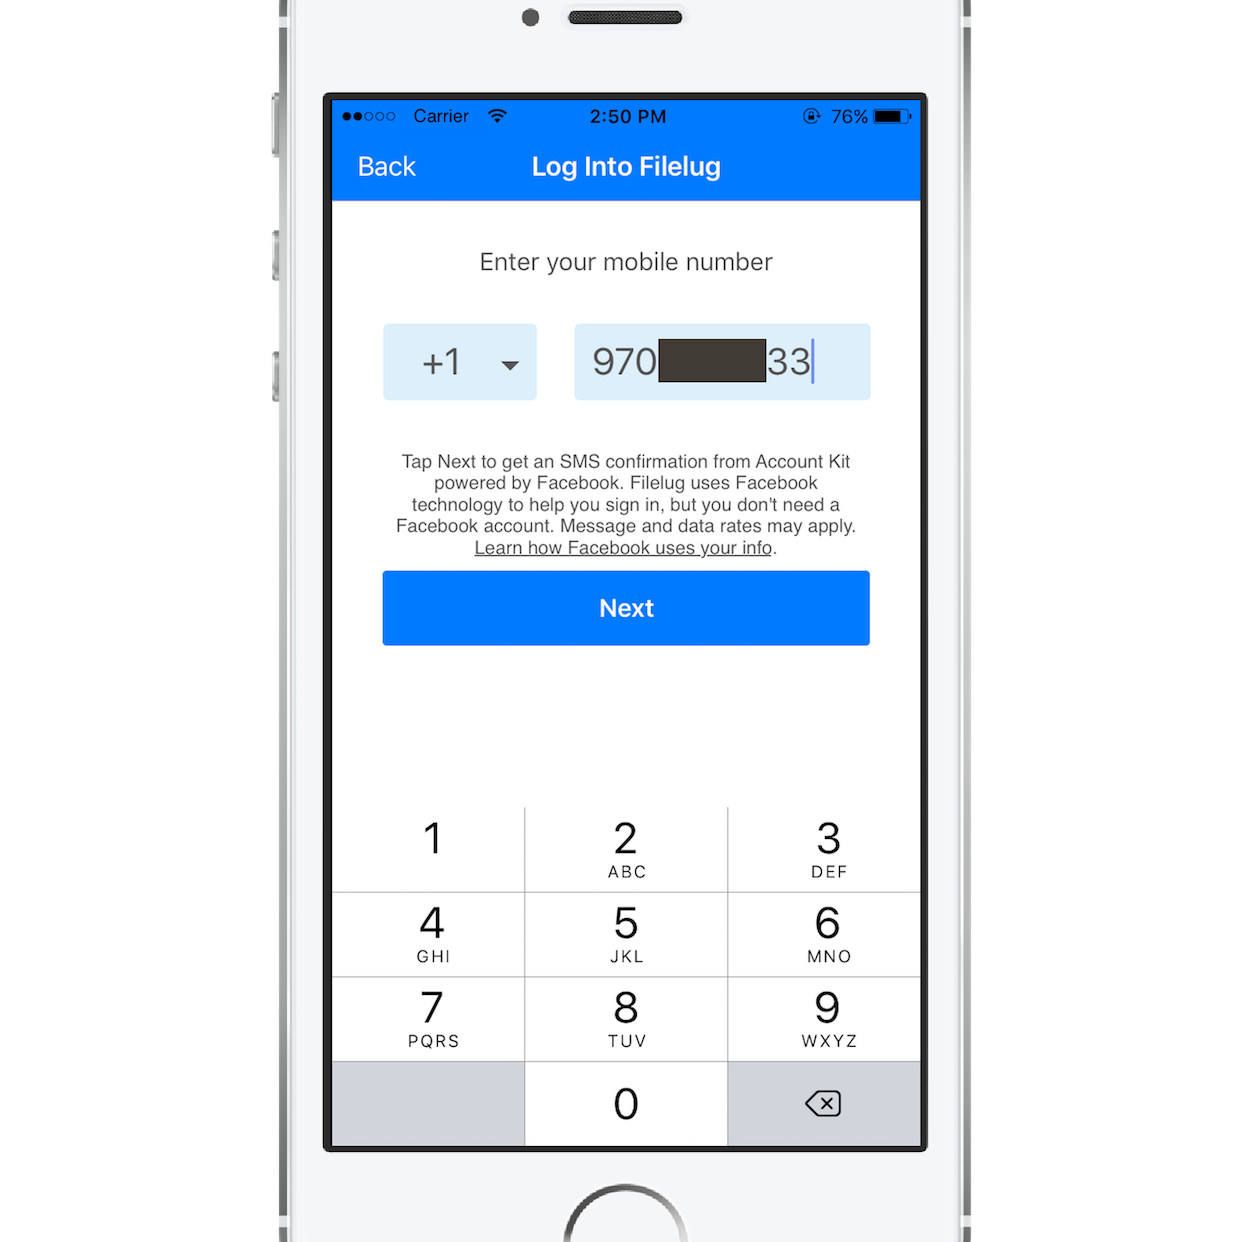 Carrier 2:50 PM 76%
Back Log Into Filelug
Enter your mobile number
+1 970 33
Tap Next to get an SMS confirmation from Account Kit
powered by Facebook. Filelug uses Facebook
technology to help you sign in, but you don't need a
Facebook account. Message and data rates may apply.
Learn how Facebook uses your info.
Next
1 2 3
ABC DEF
4 5 6
GHI JKL MNO
7 8 9
PQRS TUV WXYZ
0